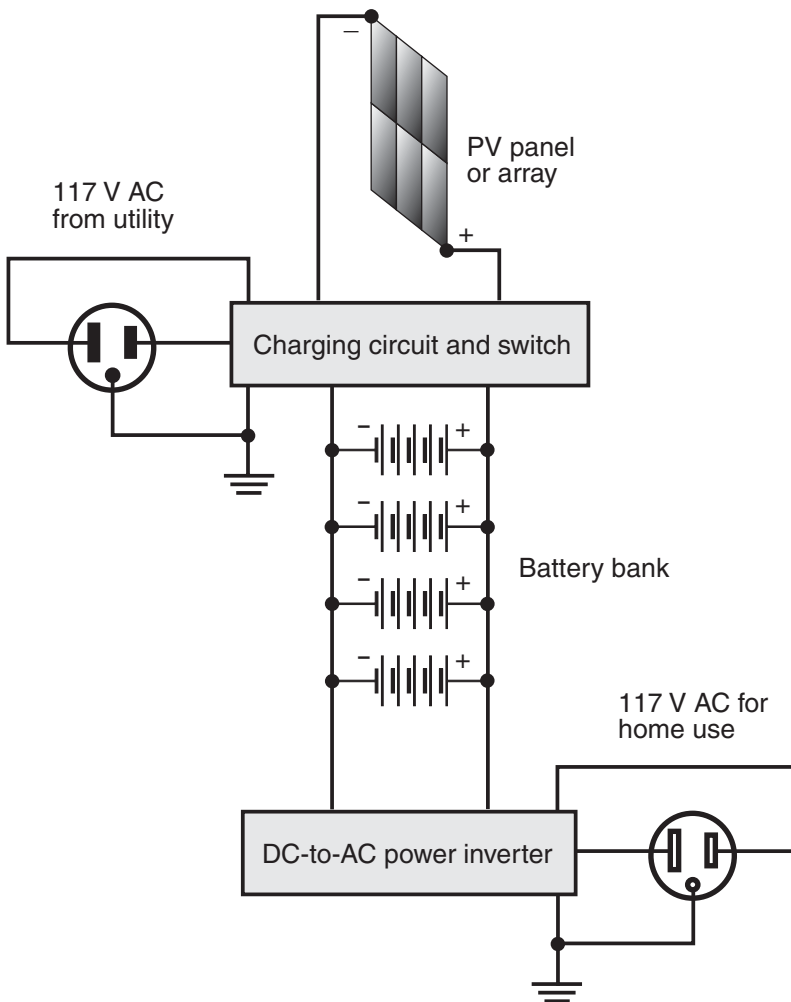 −
PV panel
or array
117 V AC
from utility
+
Charging circuit and switch
− +
− +
− +
− +
Battery bank
117 V AC for
home use
DC-to-AC power inverter